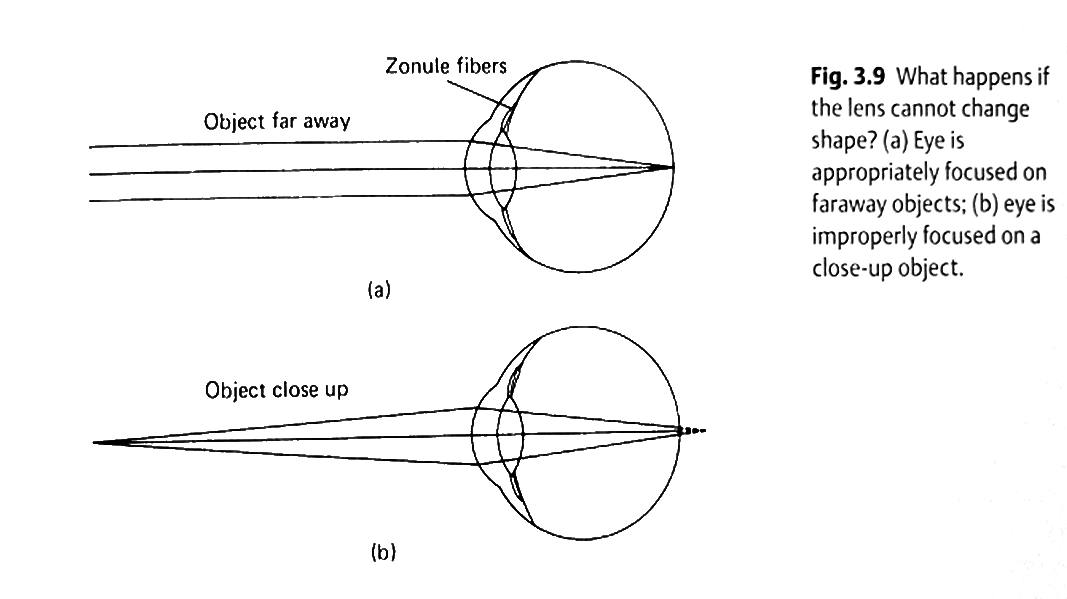 Zonule fibers
Object far away
(a)
Object close up
(b)
Fig. 3.9 What happens if
the lens cannot change
shape? (a) Eye is
appropriately focused on
faraway objects; (b) eye is
improperly focused on a
close-up object.